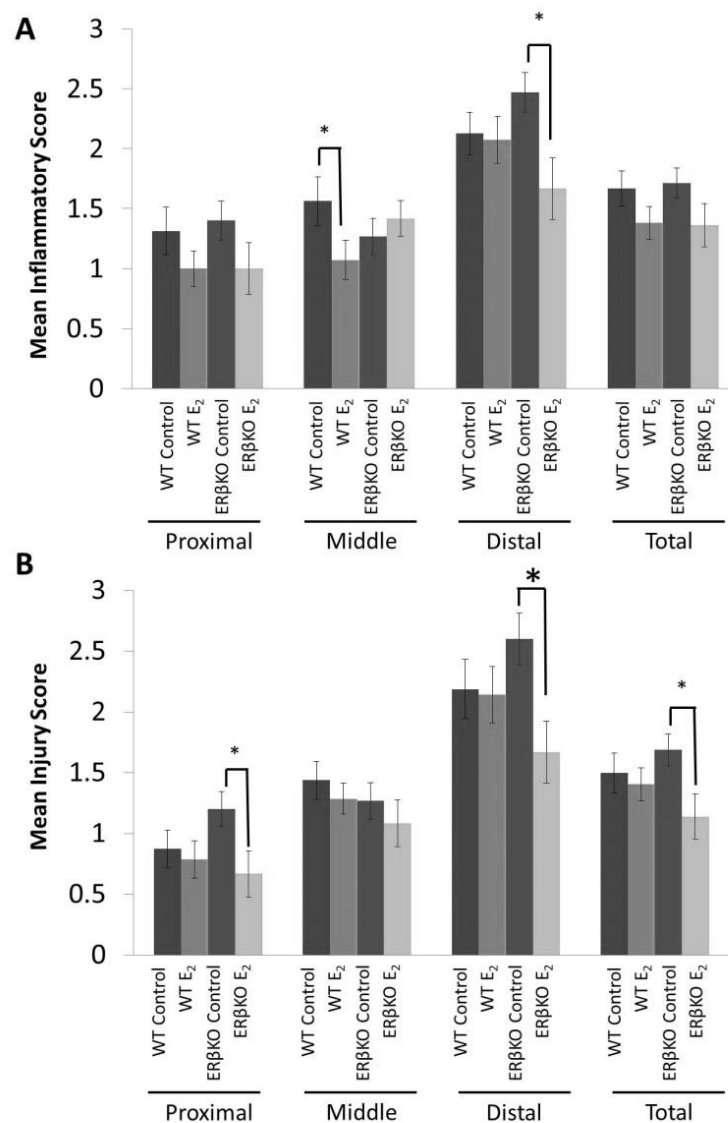 A
Mean Inflammatory Score
3
2.5
2
1.5
1
0.5
0
*
*
WT Control
WT E₂
ERβKO Control
ERβKO E₂
WT Control
WT E₂
ERβKO Control
ERβKO E₂
WT Control
WT E₂
ERβKO Control
ERβKO E₂
WT Control
WT E₂
ERβKO Control
ERβKO E₂
Proximal Middle Distal Total
B
Mean Injury Score
3
2.5
2
1.5
1
0.5
0
*
*
*
WT Control
WT E₂
ERβKO Control
ERβKO E₂
WT Control
WT E₂
ERβKO Control
ERβKO E₂
WT Control
WT E₂
ERβKO Control
ERβKO E₂
WT Control
WT E₂
ERβKO Control
ERβKO E₂
Proximal Middle Distal Total